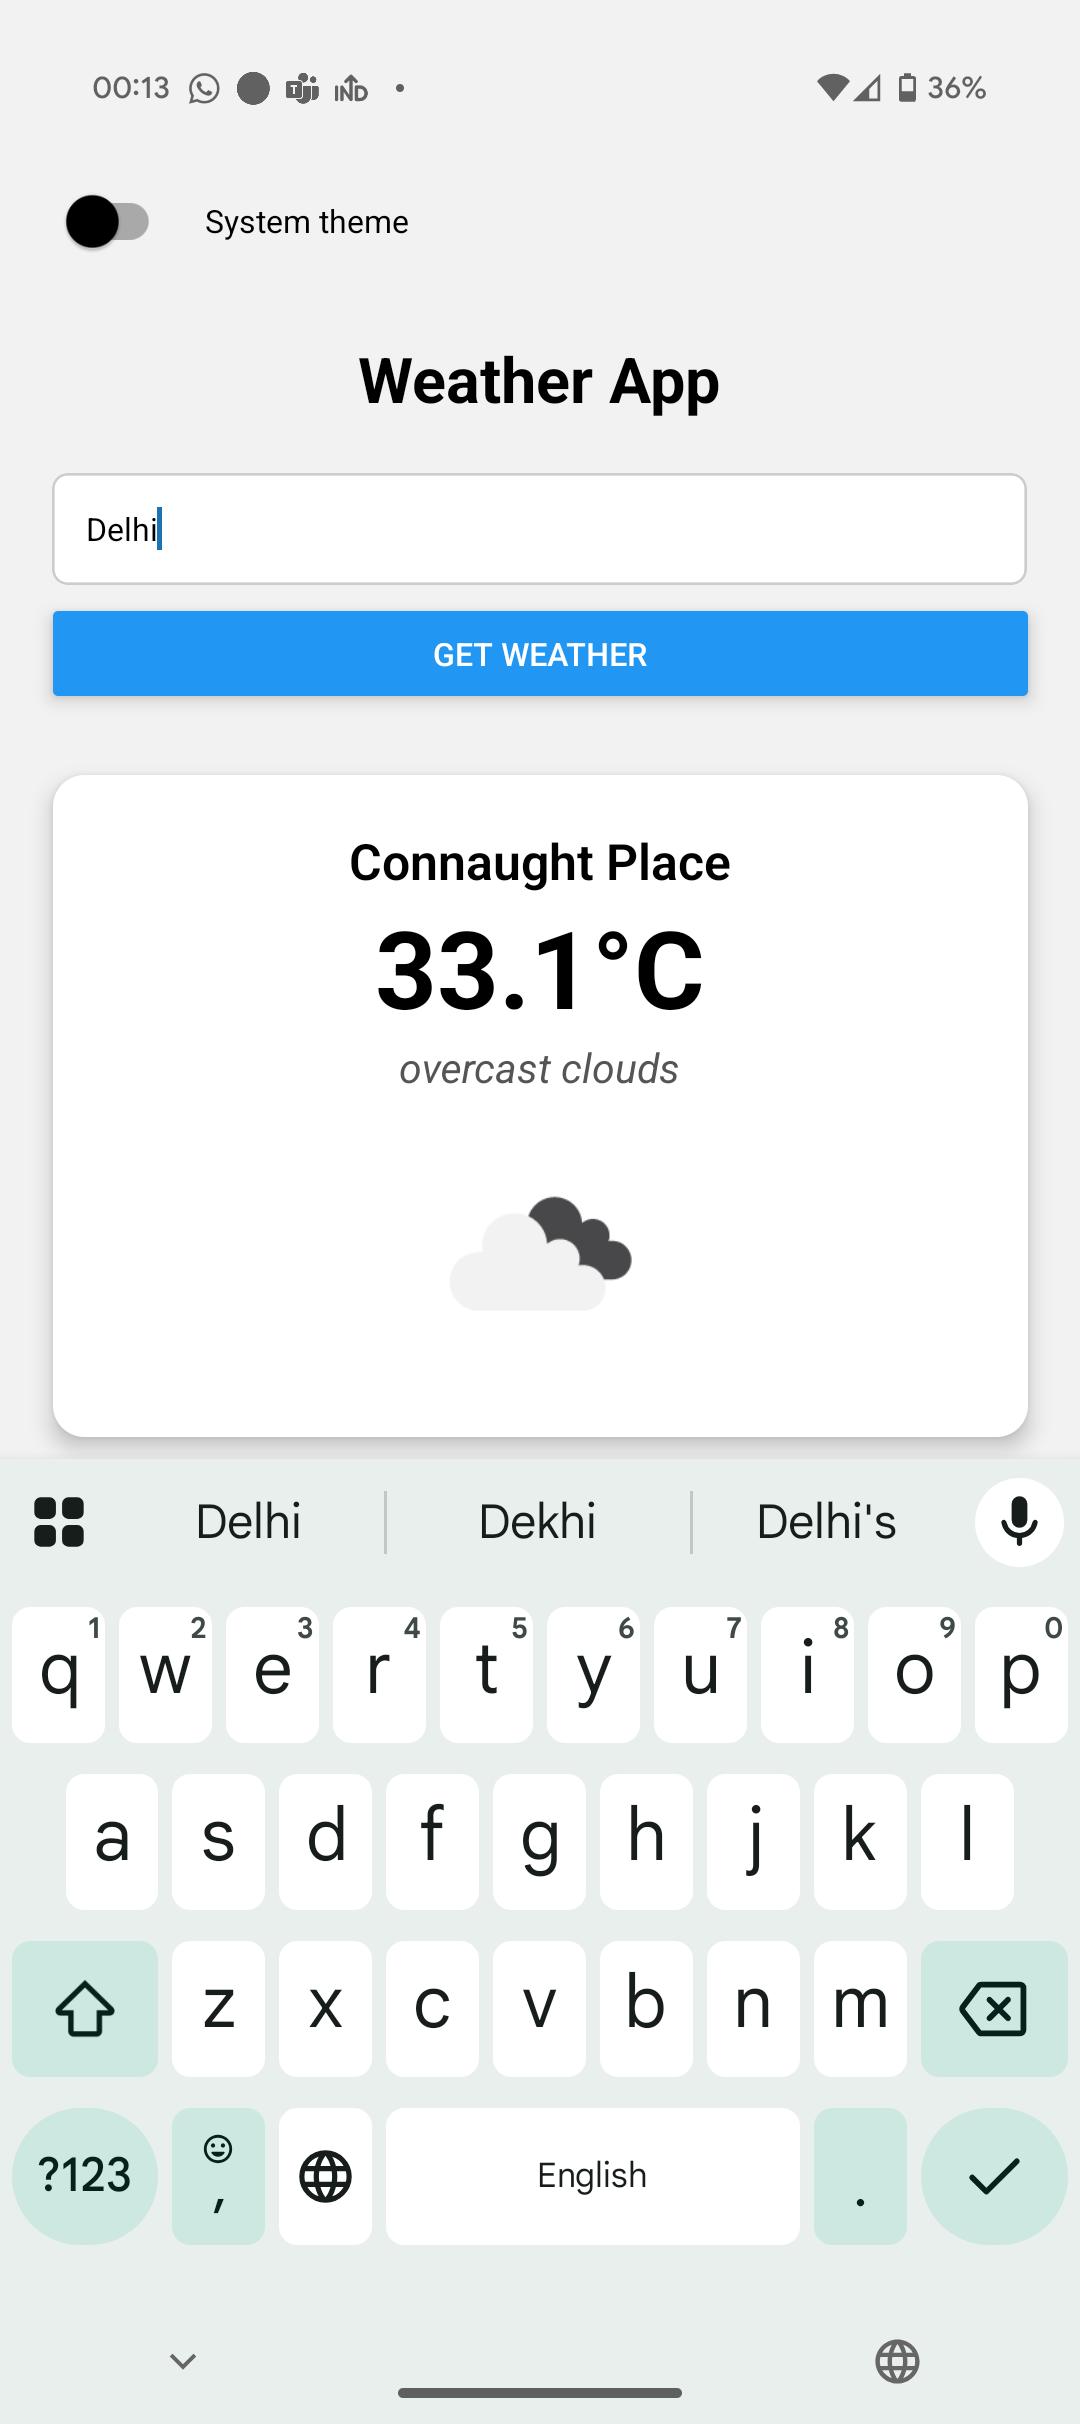 00:13 IND 36%
System theme
Weather App
Delhi
GET WEATHER
Connaught Place
33.1°C
overcast clouds
Delhi Dekhi Delhi's
1 2 3 4 5 6 7 8 9 0
q w e r t y u i o p
a s d f g h j k l
z x c v b n m
?123 , English .